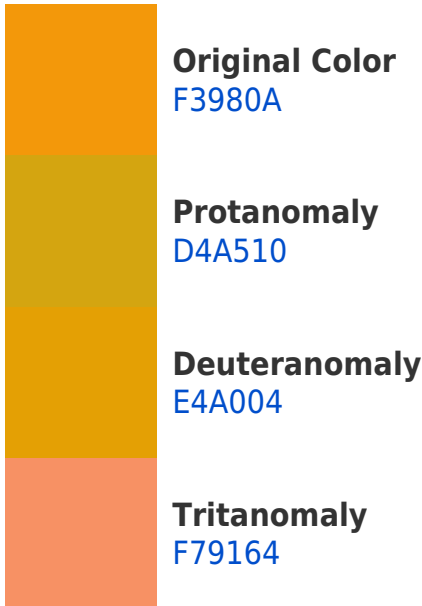 Original Color
F3980A
Protanomaly
D4A510
Deuteranomaly
E4A004
Tritanomaly
F79164